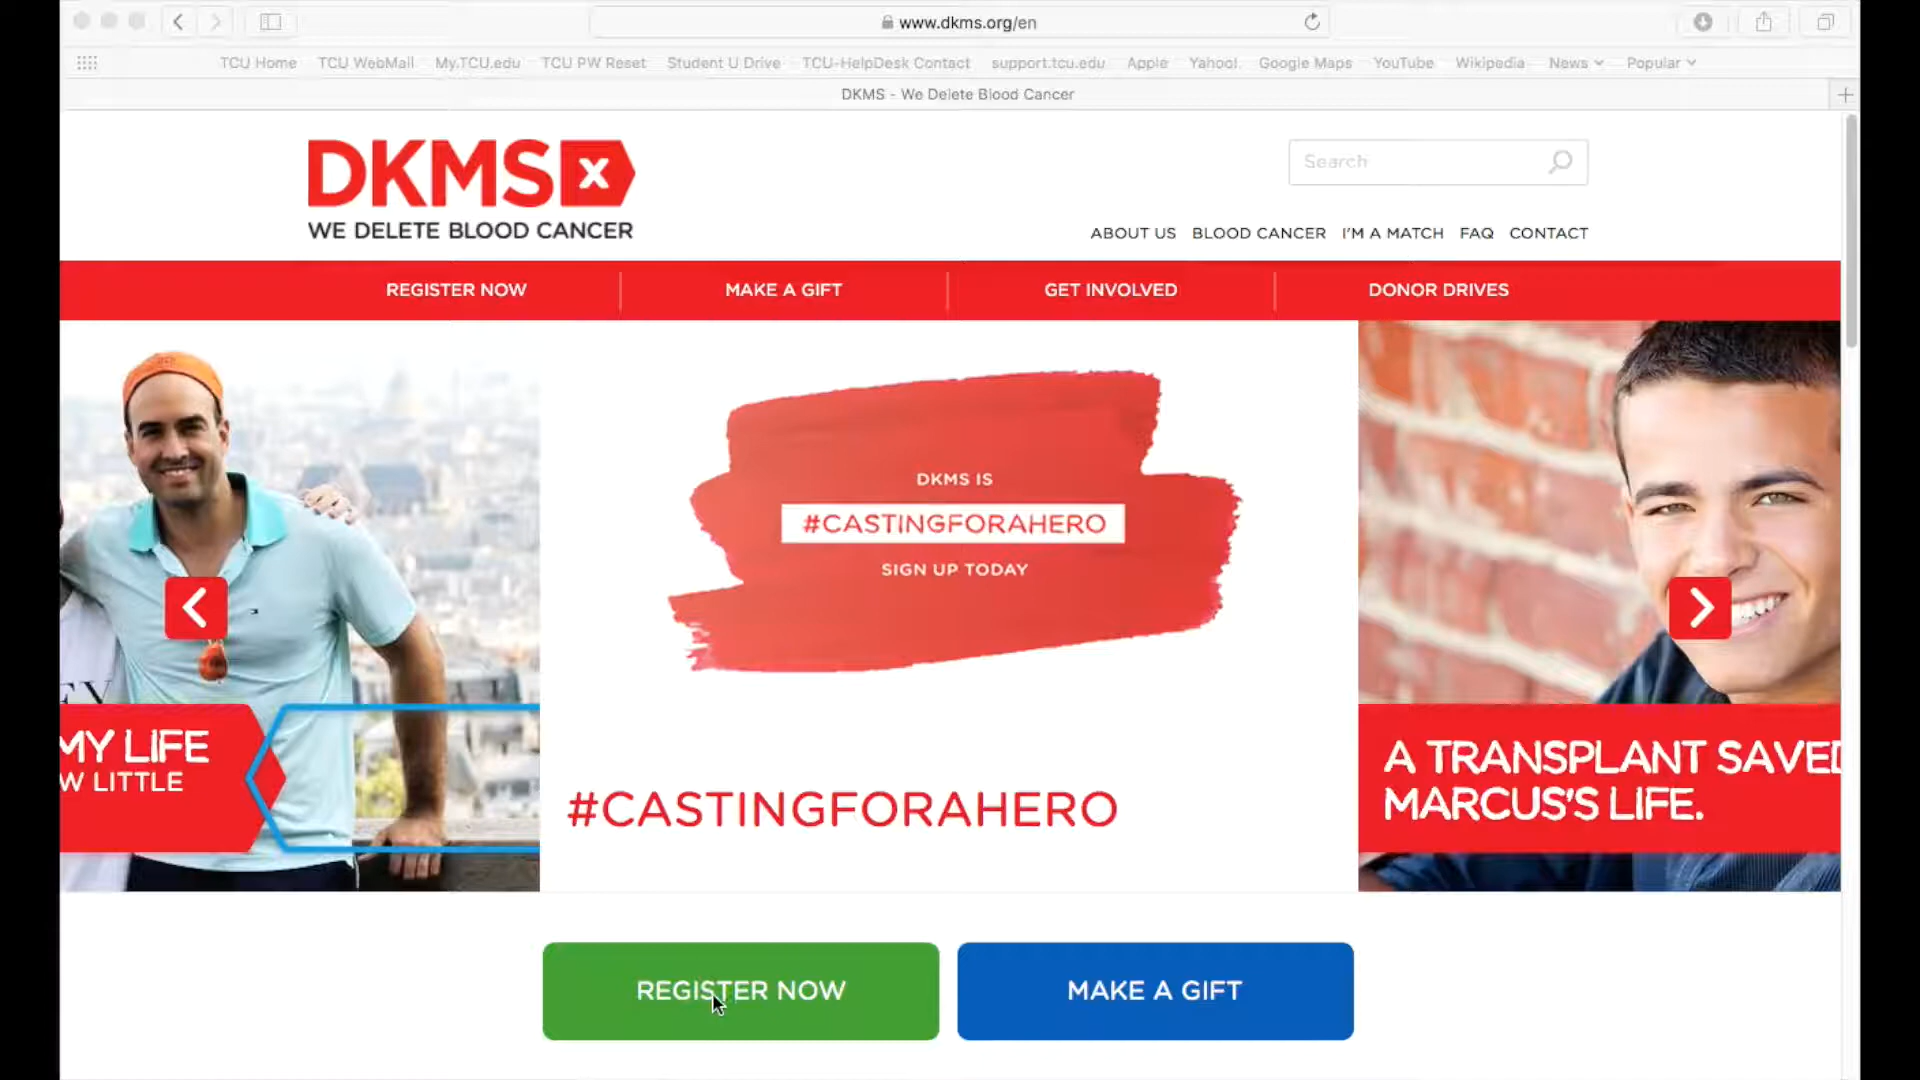 www.dkms.org/en
TCU Home TCU WebMail My.TCU.edu TCU PW Reset Student U Drive TCU-HelpDesk Contact support.tcu.edu Apple Yahoo! Google Maps YouTube Wikipedia News Popular
DKMS - We Delete Blood Cancer
DKMS x
WE DELETE BLOOD CANCER
Search
ABOUT US BLOOD CANCER I'M A MATCH FAQ CONTACT
REGISTER NOW MAKE A GIFT GET INVOLVED DONOR DRIVES
DKMS IS
#CASTINGFORAHERO
SIGN UP TODAY
MY LIFE
W LITTLE
#CASTINGFORAHERO
A TRANSPLANT SAVED
MARCUS'S LIFE.
REGISTER NOW MAKE A GIFT